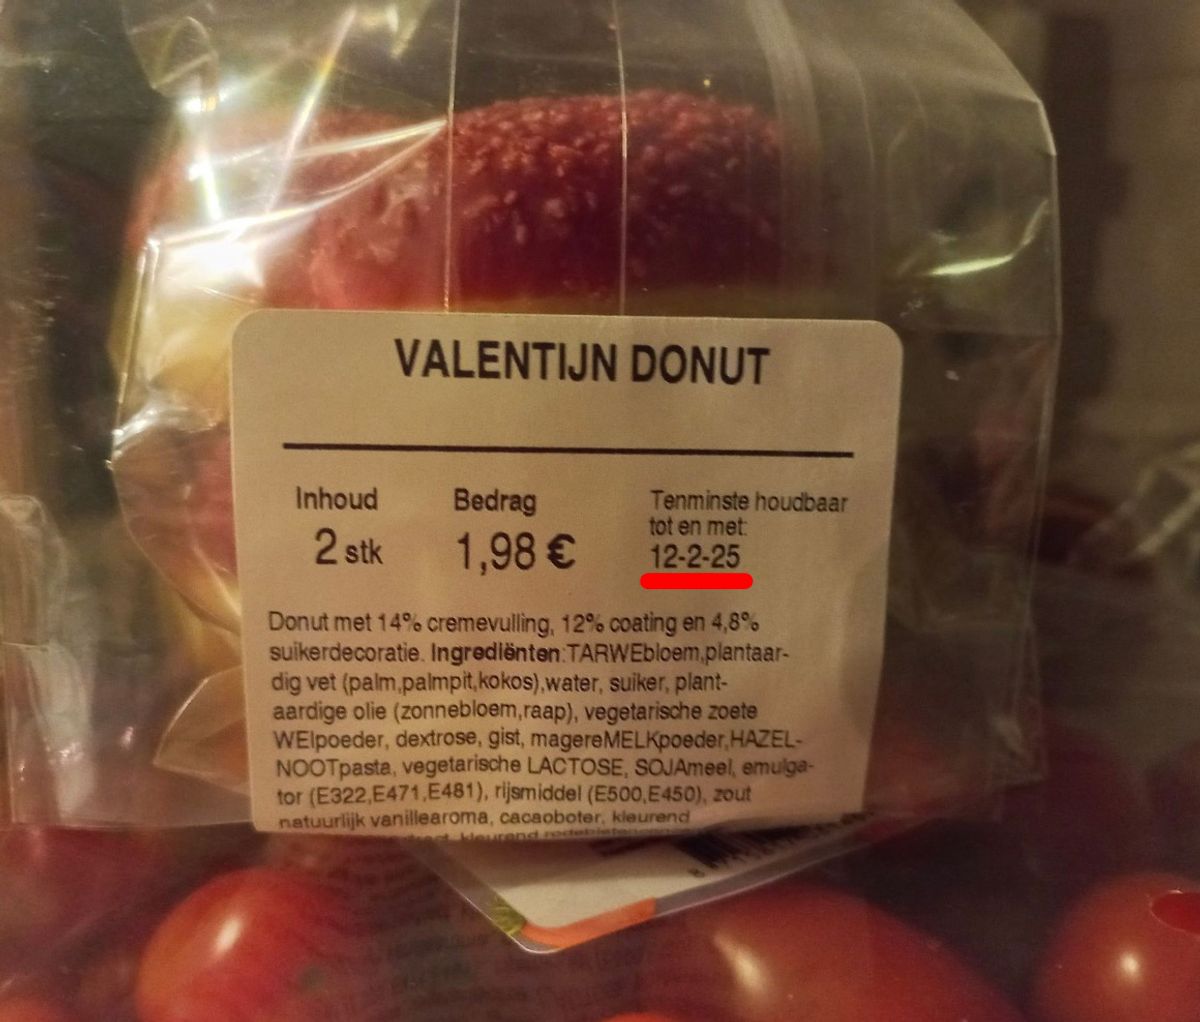 VALENTIJN DONUT
Inhoud
2 stk
Bedrag
1,98 €
Tenminste houdbaar
tot en met:
12-2-25
Donut met 14% cremevulling, 12% coating en 4,8%
suikerdecoratie. Ingrediënten:TARWEbloem,plantaar-
dig vet (palm,palmpit,kokos),water, suiker, plant-
aardige olie (zonnebloem,raap), vegetarische zoete
WEIpoeder, dextrose, gist, magereMELKpoeder,HAZEL-
NOOTpasta, vegetarische LACTOSE, SOJAmeel, emulga-
tor (E322,E471,E481), rijsmiddel (E500,E450), zout
natuurlijk vanillearoma, cacaoboter, kleurend
kleurend